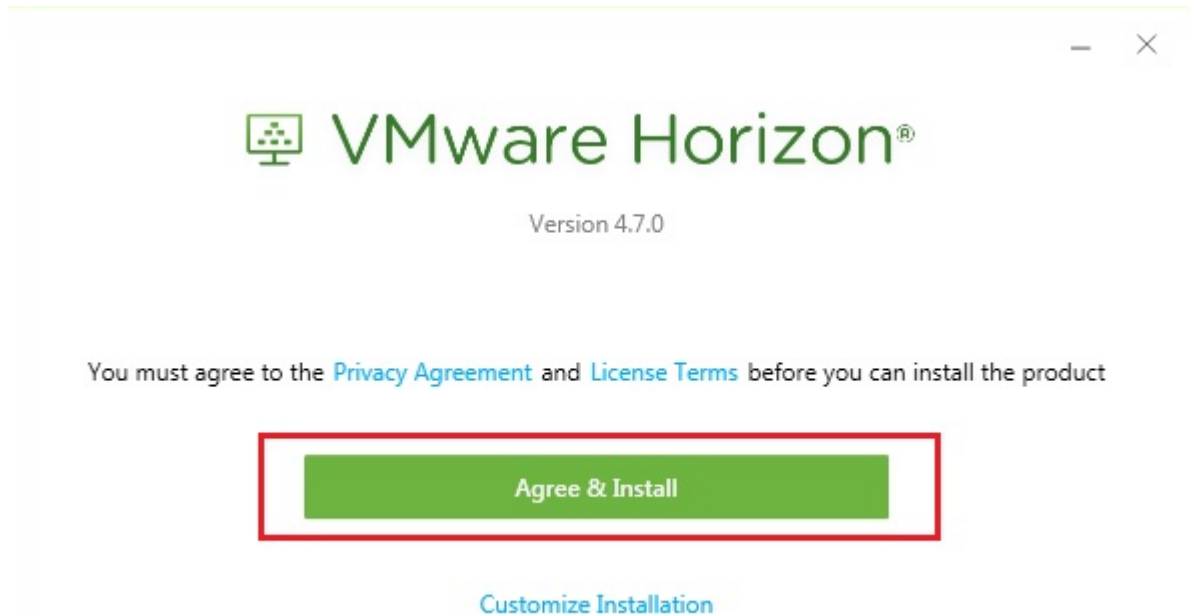 VMware Horizon®
Version 4.7.0
You must agree to the Privacy Agreement and License Terms before you can install the product
Agree & Install
Customize Installation